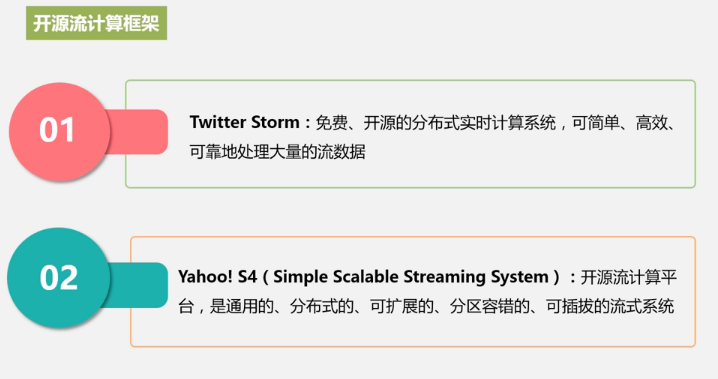 开源流计算框架
01
Twitter Storm：免费、开源的分布式实时计算系统，可简单、高效、
可靠地处理大量的流数据
02
Yahoo! S4（Simple Scalable Streaming System）：开源流计算平
台，是通用的、分布式的、可扩展的、分区容错的、可插拔的流式系统